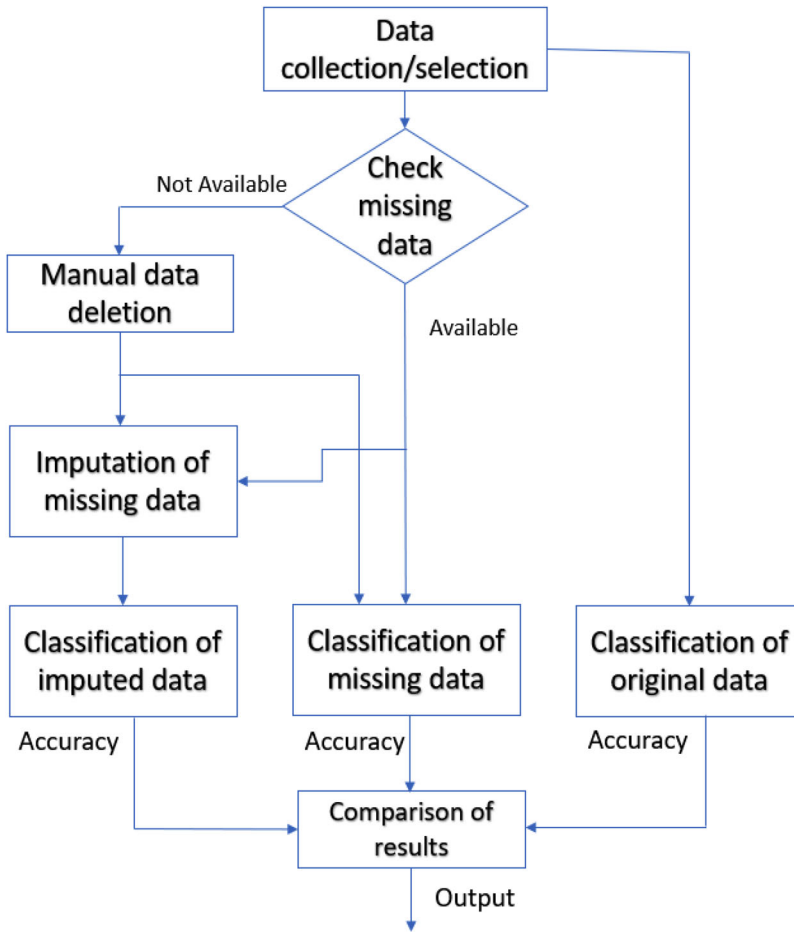 Data
collection/selection
Check
missing
data
Not Available
Manual data
deletion
Available
Imputation of
missing data
Classification of
imputed data
Classification of
missing data
Classification of
original data
Accuracy
Accuracy
Accuracy
Comparison of
results
Output